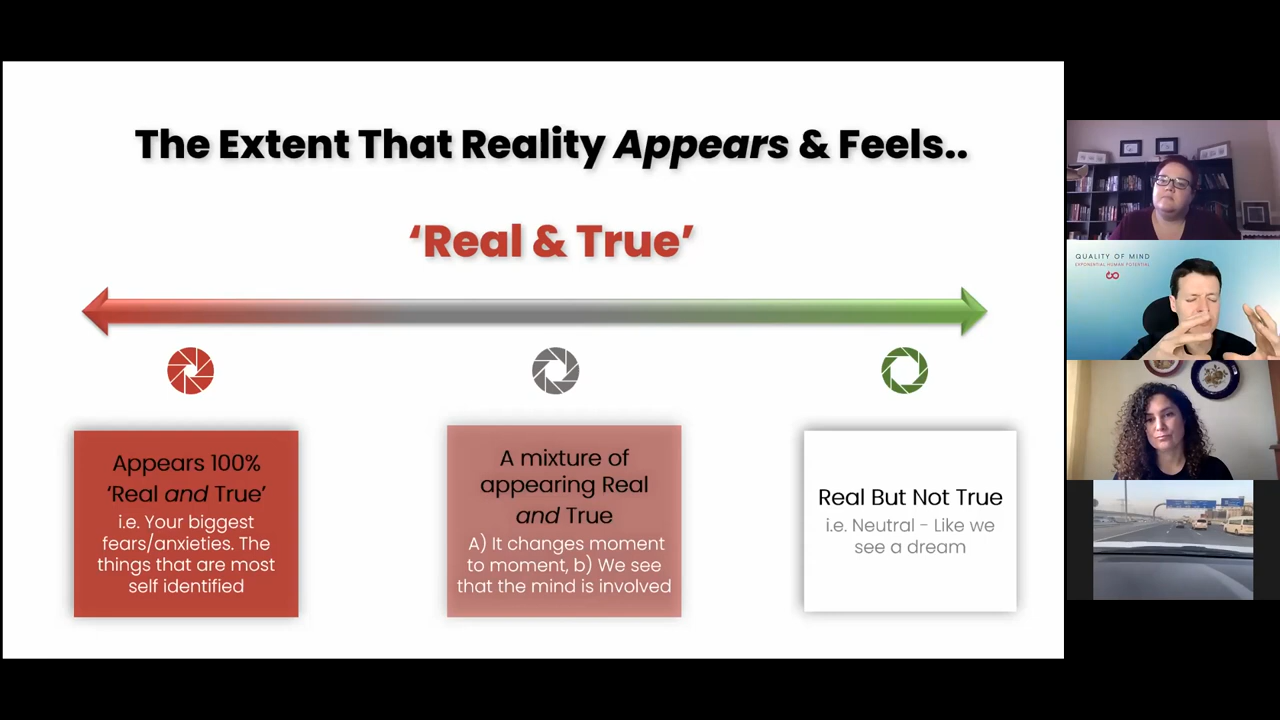 The Extent That Reality Appears & Feels..
‘Real & True’
Appears 100%
‘Real and True’
i.e. Your biggest
fears/anxieties. The
things that are most
self identified
A mixture of
appearing Real
and True
A) It changes moment
to moment, b) We see
that the mind is involved
Real But Not True
i.e. Neutral - Like we
see a dream
QUALITY OF MIND
EXPONENTIAL HUMAN POTENTIAL